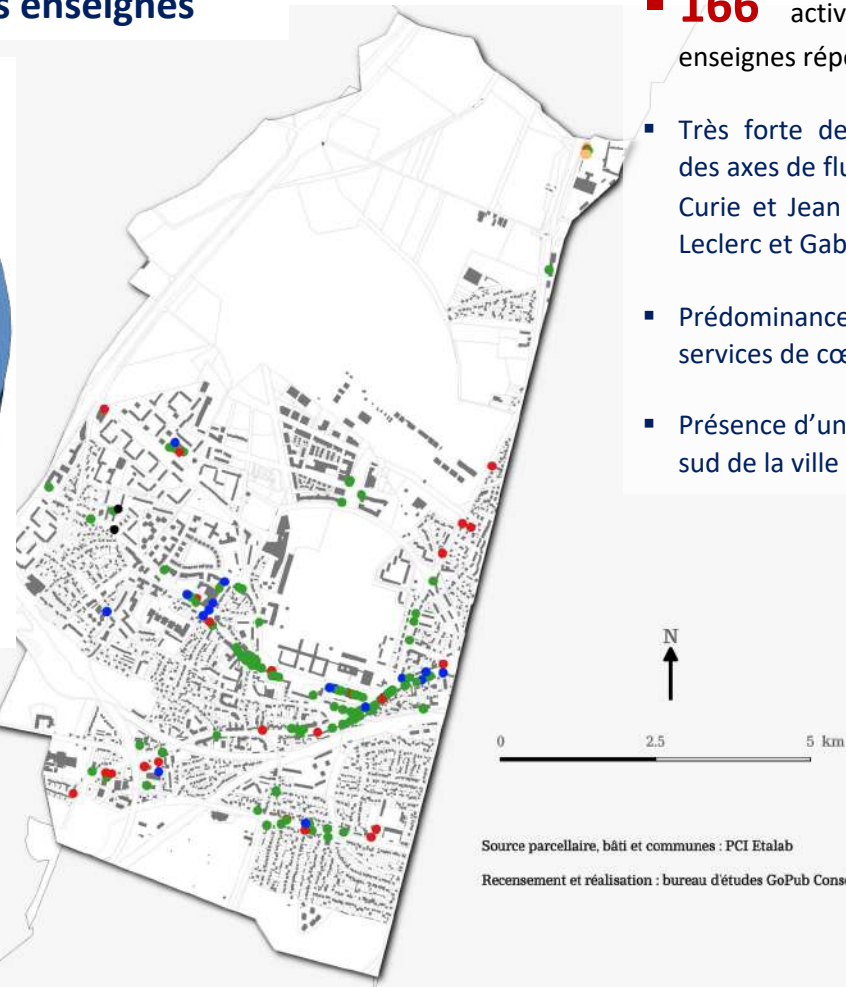 s enseignes
▪ 166 activ
enseignes rép
▪ Très forte de
des axes de flu
Curie et Jean
Leclerc et Gab
▪ Prédominance
services de cœ
▪ Présence d’un
sud de la ville
N
0 2.5 5 km
Source parcellaire, bâti et communes : PCI Etalab
Recensement et réalisation : bureau d'études GoPub Cons